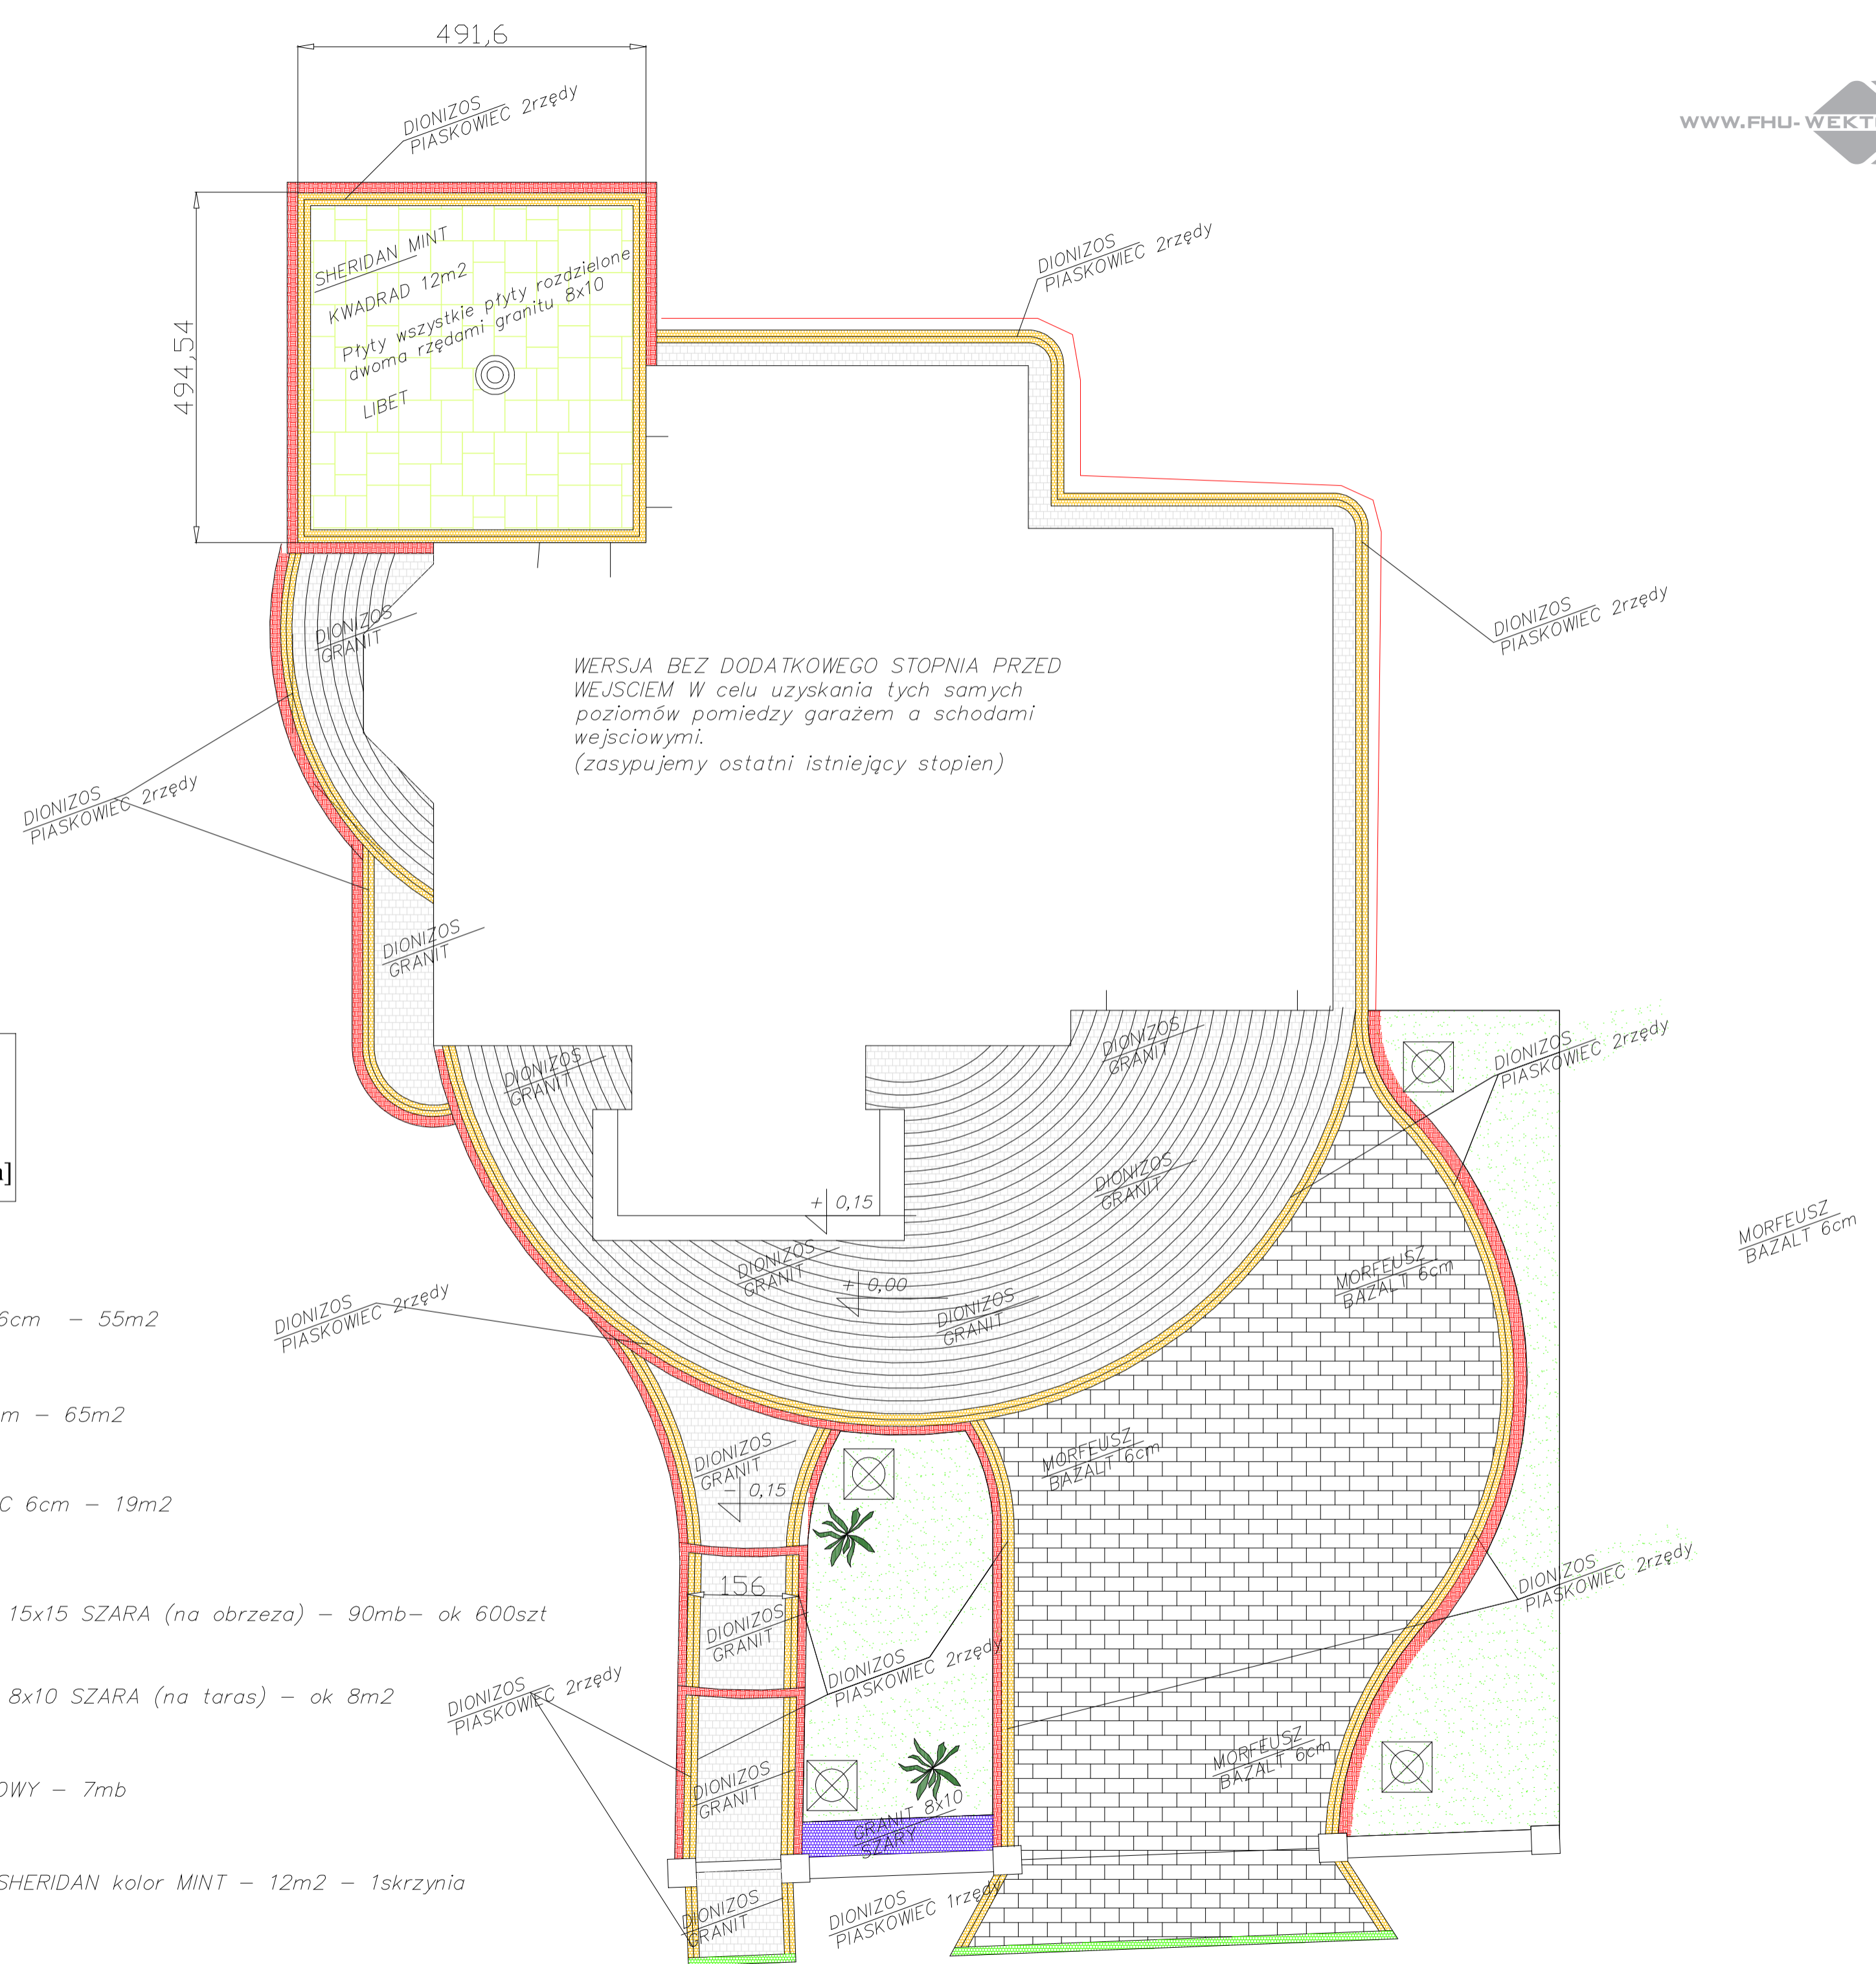 491,6
DIONIZOS
PIASKOWIEC 2rzędy
WWW.FHU-WEKT
494,54
SHERIDAN MINT
KWADRAD 12m2
Płyty wszystkie płyty rozdzielone
dwoma rzędami granitu 8x10
LIBET
DIONIZOS
PIASKOWIEC 2rzędy
DIONIZOS
GRANIT
DIONIZOS
PIASKOWIEC 2rzędy
WERSJA BEZ DODATKOWEGO STOPNIA PRZED
WEJSCIEM W celu uzyskania tych samych
poziomów pomiedzy garażem a schodami
wejsciowymi.
(zasypujemy ostatni istniejący stopien)
DIONIZOS
PIASKOWIEC 2rzędy
DIONIZOS
GRANIT
DIONIZOS
GRANIT
DIONIZOS
GRANIT
DIONIZOS
PIASKOWIEC 2rzędy
]
DIONIZOS
GRANIT
+ 0,15
MORFEUSZ
BAZALT 6cm
DIONIZOS
GRANIT
+ 0,00
MORFEUSZ
BAZALT 6cm
6cm – 55m2
DIONIZOS
PIASKOWIEC 2rzędy
DIONIZOS
GRANIT
m – 65m2
DIONIZOS
GRANIT
MORFEUSZ
BAZALT 6cm
– 0,15
C 6cm – 19m2
156
DIONIZOS
PIASKOWIEC 2rzędy
15x15 SZARA (na obrzeza) – 90mb– ok 600szt
DIONIZOS
GRANIT
DIONIZOS
PIASKOWIEC 2rzędy
8x10 SZARA (na taras) – ok 8m2
DIONIZOS
PIASKOWIEC 2rzędy
MORFEUSZ
BAZALT 6cm
OWY – 7mb
DIONIZOS
GRANIT
GRANIT 8x10
SZARY
SHERIDAN kolor MINT – 12m2 – 1skrzynia
DIONIZOS
GRANIT
DIONIZOS
PIASKOWIEC 1rzędy